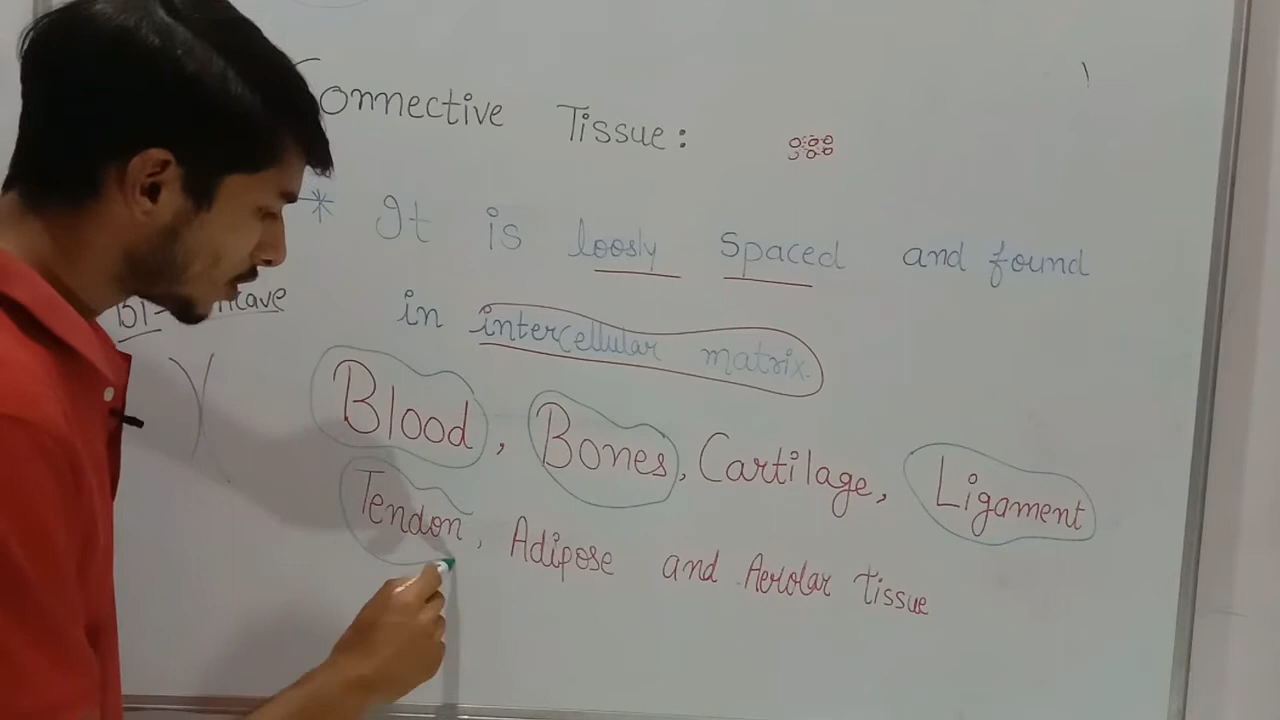 Connective Tissue:
* It is loosly spaced and found
in intercellular matrix.
Blood, Bones, Cartilage, Ligament
Tendon, Adipose and Aerolar tissue